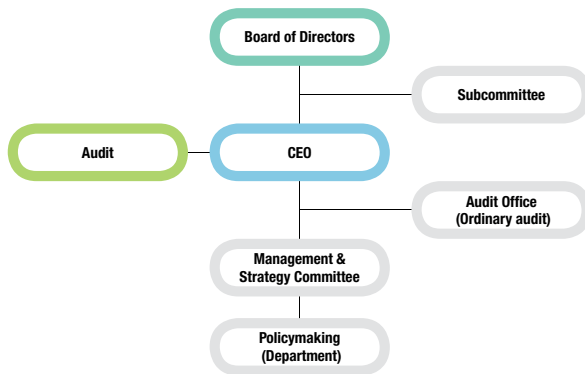 Board of Directors
Subcommittee
Audit
CEO
Audit Office
(Ordinary audit)
Management &
Strategy Committee
Policymaking
(Department)